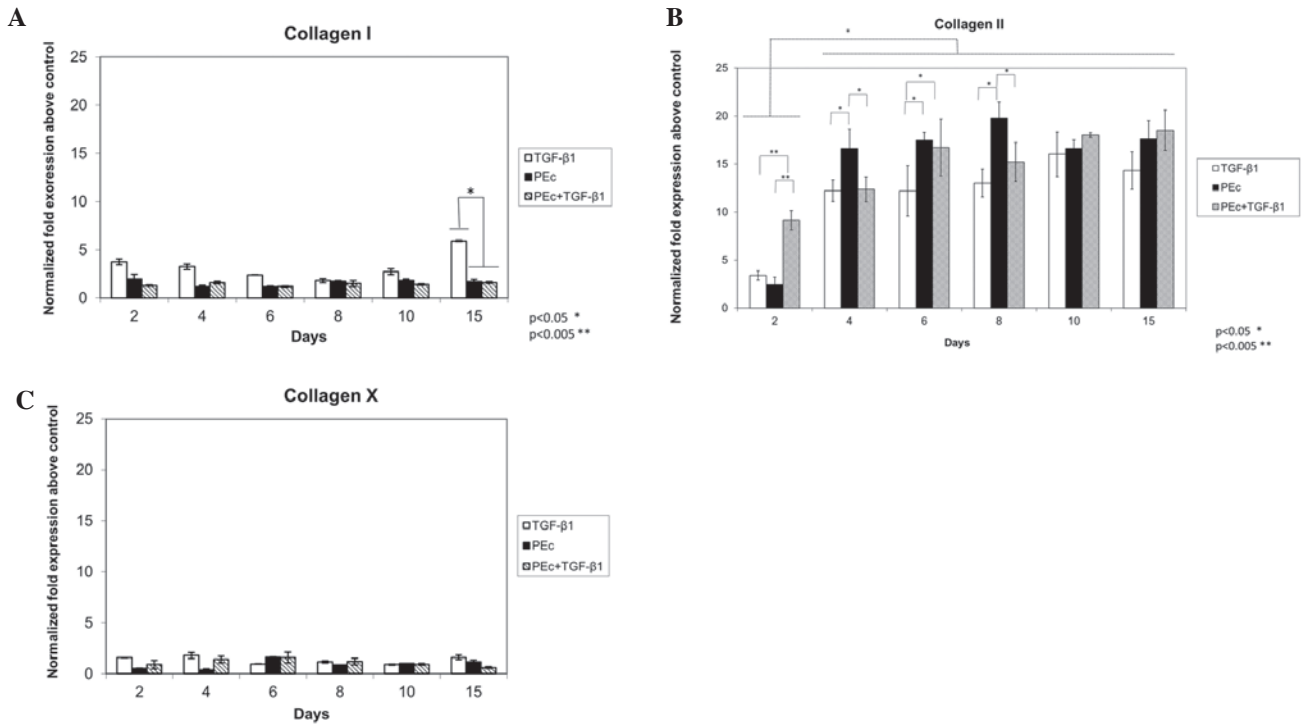 A
Collagen I
Normalized fold exoression above control
25
20
15
10
5
0
*
2 4 6 8 10 15
Days
TGF-β1
PEc
PEc+TGF-β1
p<0.05 *
p<0.005 **
B
Collagen II
Normalized fold expression above control
25
20
15
10
5
0
*
** **
* *
* *
* *
2 4 6 8 10 15
Days
TGF-β1
PEc
PEc+TGF-β1
p<0.05 *
p<0.005 **
C
Collagen X
Normalized fold expression above control
25
20
15
10
5
0
2 4 6 8 10 15
Days
TGF-β1
PEc
PEc+TGF-β1